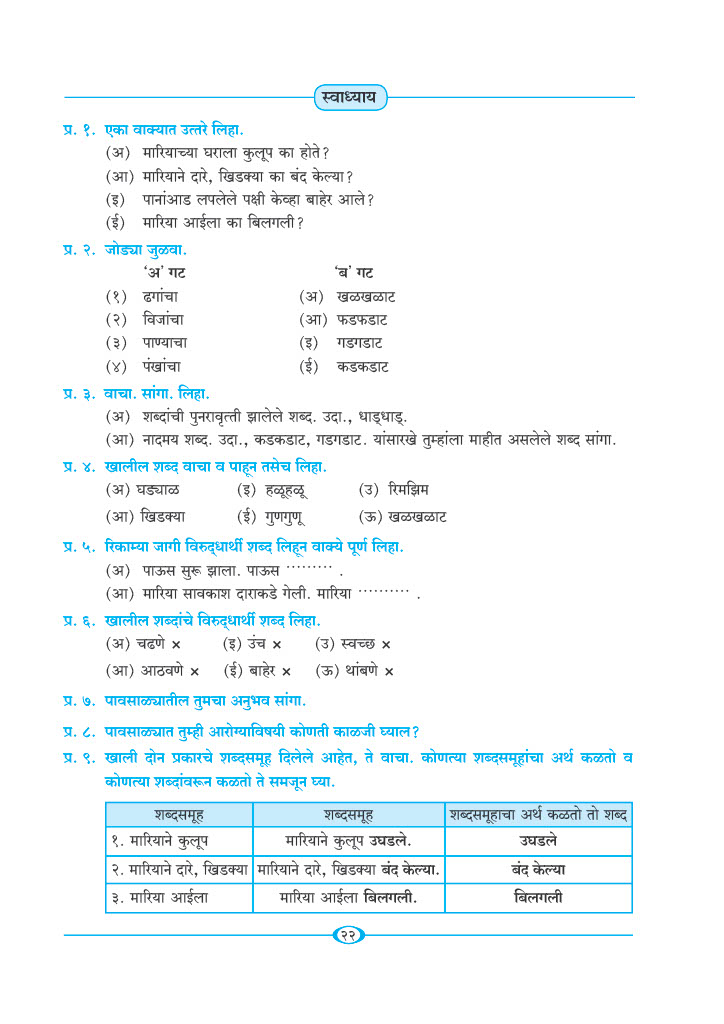 स्वाध्याय
प्र. १. एका वाक्यात उत्तरे लिहा.
(अ) मारियाच्या घराला कुलूप का होते?
(आ) मारियाने दारे, खिडक्या का बंद केल्या?
(इ) पानांआड लपलेले पक्षी केव्हा बाहेर आले?
(ई) मारिया आईला का बिलगली?
प्र. २. जोड्या जुळवा.
‘अ’ गट ‘ब’ गट
(१) ढगांचा (अ) खळखळाट
(२) विजांचा (आ) फडफडाट
(३) पाण्याचा (इ) गडगडाट
(४) पंखांचा (ई) कडकडाट
प्र. ३. वाचा. सांगा. लिहा.
(अ) शब्दांची पुनरावृत्ती झालेले शब्द. उदा., धाड्धाड्.
(आ) नादमय शब्द. उदा., कडकडाट, गडगडाट. यांसारखे तुम्हांला माहीत असलेले शब्द सांगा.
प्र. ४. खालील शब्द वाचा व पाहून तसेच लिहा.
(अ) घड्याळ (इ) हळूहळू (उ) रिमझिम
(आ) खिडक्या (ई) गुणगुणू (ऊ) खळखळाट
प्र. ५. रिकाम्या जागी विरुद्धार्थी शब्द लिहून वाक्ये पूर्ण लिहा.
(अ) पाऊस सुरू झाला. पाऊस ········· .
(आ) मारिया सावकाश दाराकडे गेली. मारिया ·········· .
प्र. ६. खालील शब्दांचे विरुद्धार्थी शब्द लिहा.
(अ) चढणे × (इ) उंच × (उ) स्वच्छ ×
(आ) आठवणे × (ई) बाहेर × (ऊ) थांबणे ×
प्र. ७. पावसाळ्यातील तुमचा अनुभव सांगा.
प्र. ८. पावसाळ्यात तुम्ही आरोग्याविषयी कोणती काळजी घ्याल?
प्र. ९. खाली दोन प्रकारचे शब्दसमूह दिलेले आहेत, ते वाचा. कोणत्या शब्दसमूहांचा अर्थ कळतो व
कोणत्या शब्दांवरून कळतो ते समजून घ्या.
शब्दसमूह शब्दसमूह शब्दसमूहाचा अर्थ कळतो तो शब्द
१. मारियाने कुलूप मारियाने कुलूप उघडले. उघडले
२. मारियाने दारे, खिडक्या मारियाने दारे, खिडक्या बंद केल्या. बंद केल्या
३. मारिया आईला मारिया आईला बिलगली. बिलगली
२२